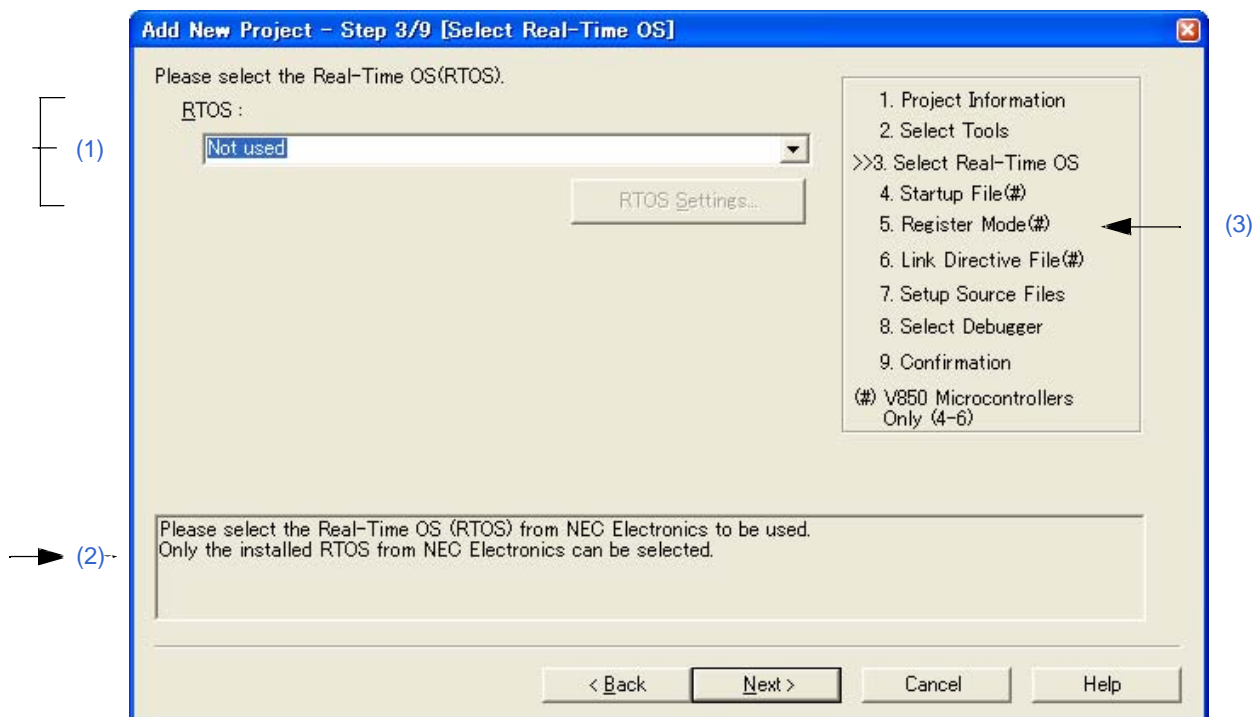 Add New Project - Step 3/9 [Select Real-Time OS]
Please select the Real-Time OS(RTOS).
RTOS :
(1)
Not used
RTOS Settings...
1. Project Information
2. Select Tools
>>3. Select Real-Time OS
4. Startup File(#)
5. Register Mode(#)
(3)
6. Link Directive File(#)
7. Setup Source Files
8. Select Debugger
9. Confirmation
(#) V850 Microcontrollers
Only (4-6)
(2)
Please select the Real-Time OS (RTOS) from NEC Electronics to be used.
Only the installed RTOS from NEC Electronics can be selected.
< Back
Next >
Cancel
Help